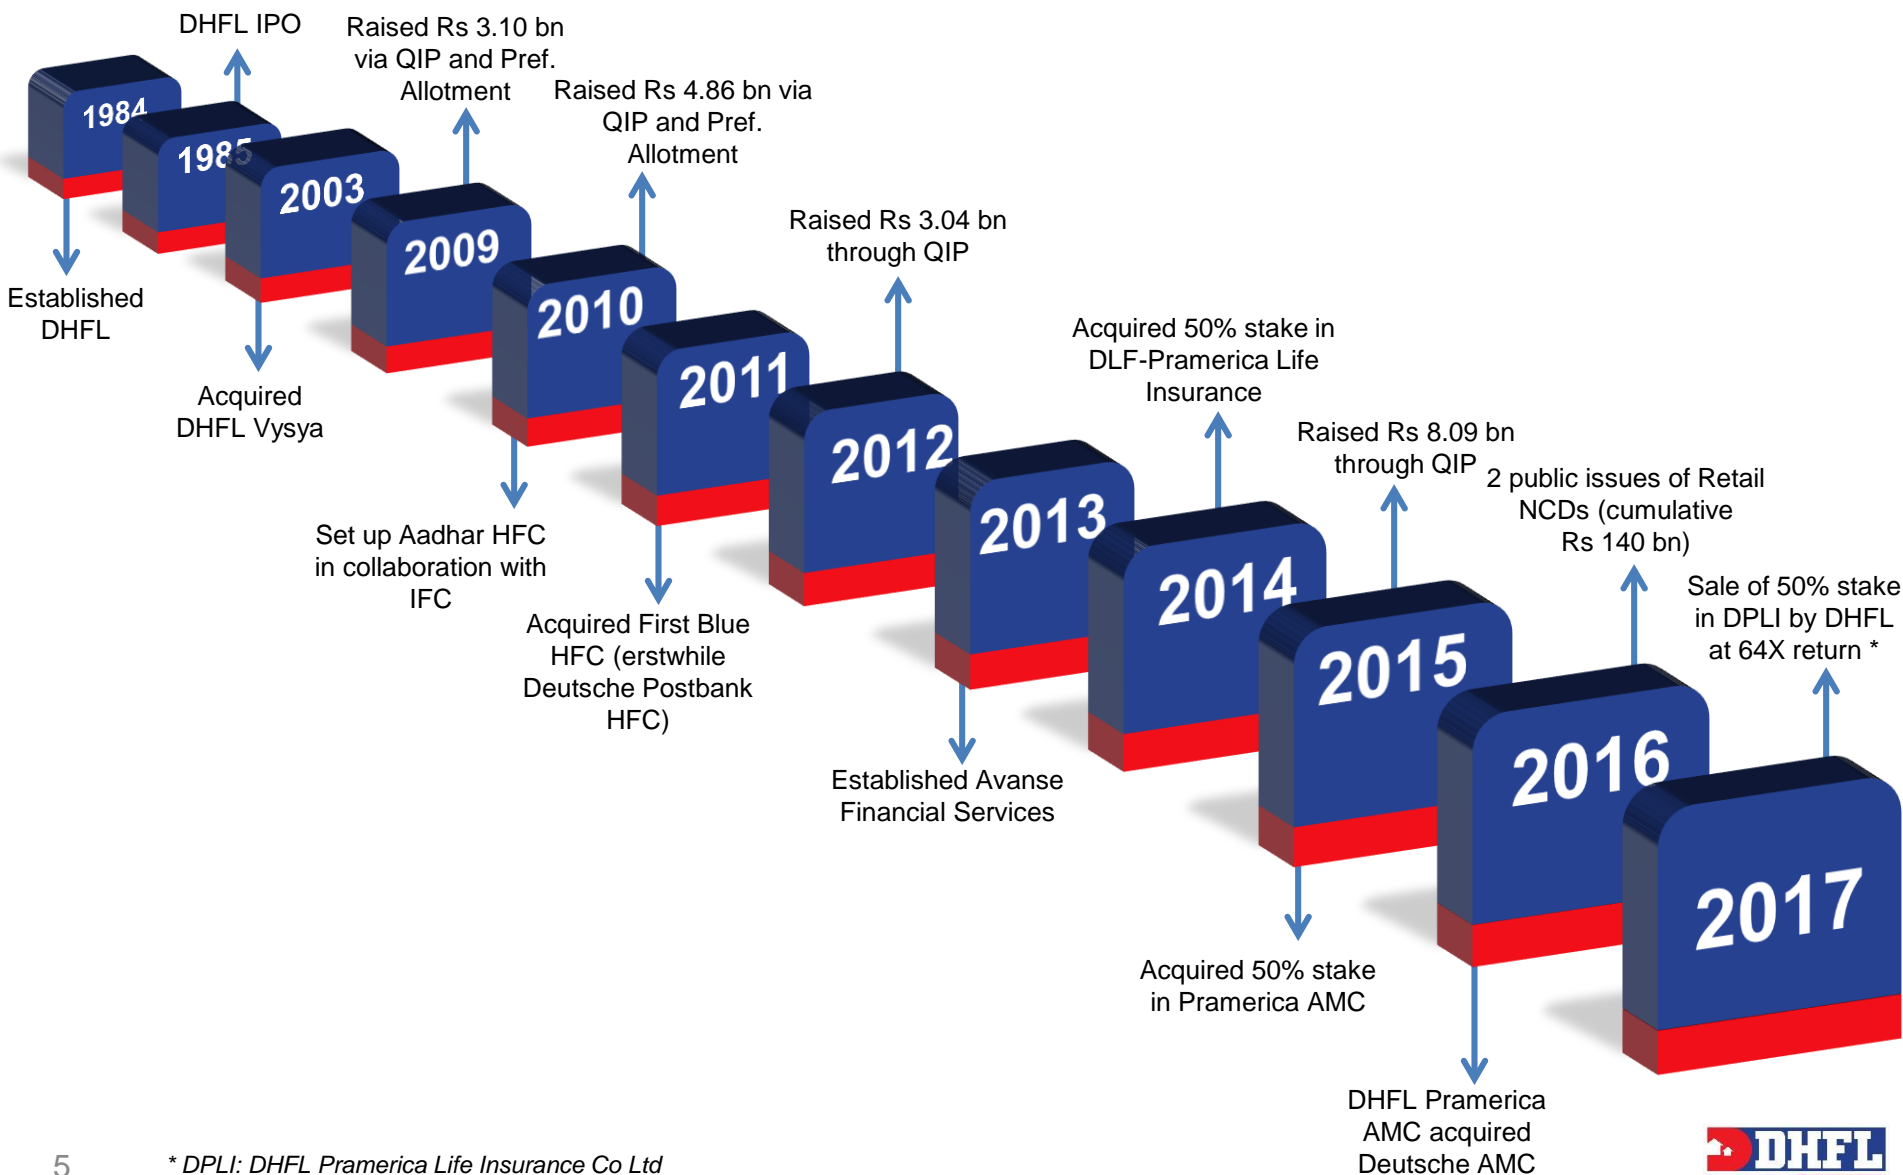 DHFL IPO
Raised Rs 3.10 bn
via QIP and Pref.
Allotment
Raised Rs 4.86 bn via
QIP and Pref.
Allotment
1984
1985
2003
2009
2010
2011
2012
2013
2014
2015
2016
2017
Established
DHFL
Acquired
DHFL Vysya
Raised Rs 3.04 bn
through QIP
Set up Aadhar HFC
in collaboration with
IFC
Acquired First Blue
HFC (erstwhile
Deutsche Postbank
HFC)
Acquired 50% stake in
DLF-Pramerica Life
Insurance
Raised Rs 8.09 bn
through QIP
2 public issues of Retail
NCDs (cumulative
Rs 140 bn)
Sale of 50% stake
in DPLI by DHFL
at 64X return *
Established Avanse
Financial Services
Acquired 50% stake
in Pramerica AMC
DHFL Pramerica
AMC acquired
Deutsche AMC
5
* DPLI: DHFL Pramerica Life Insurance Co Ltd
DHFL